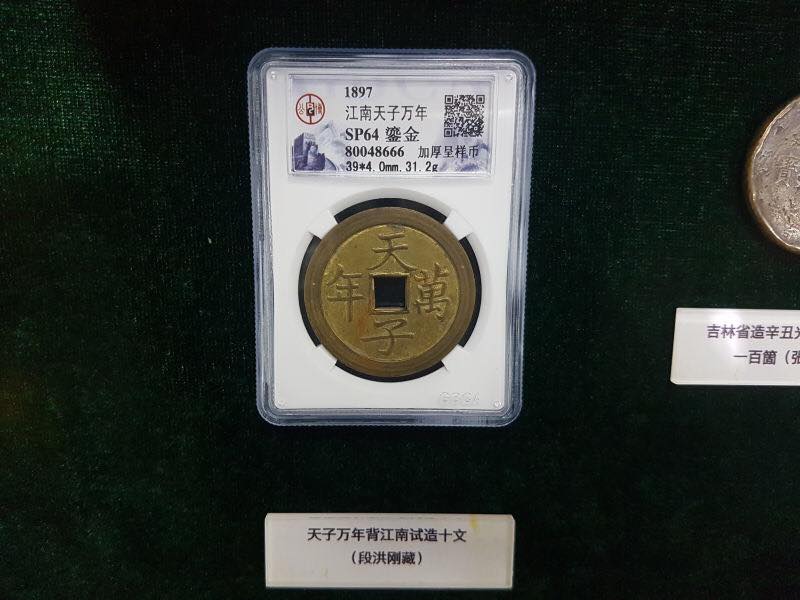 1897
江南天子万年
SP64 鎏金
80048666 加厚呈样币
39*4.0mm.31.2g
天
年 萬
子
天子万年背江南试造十文
(段洪刚藏)
吉林省造辛丑
一百箇 (張